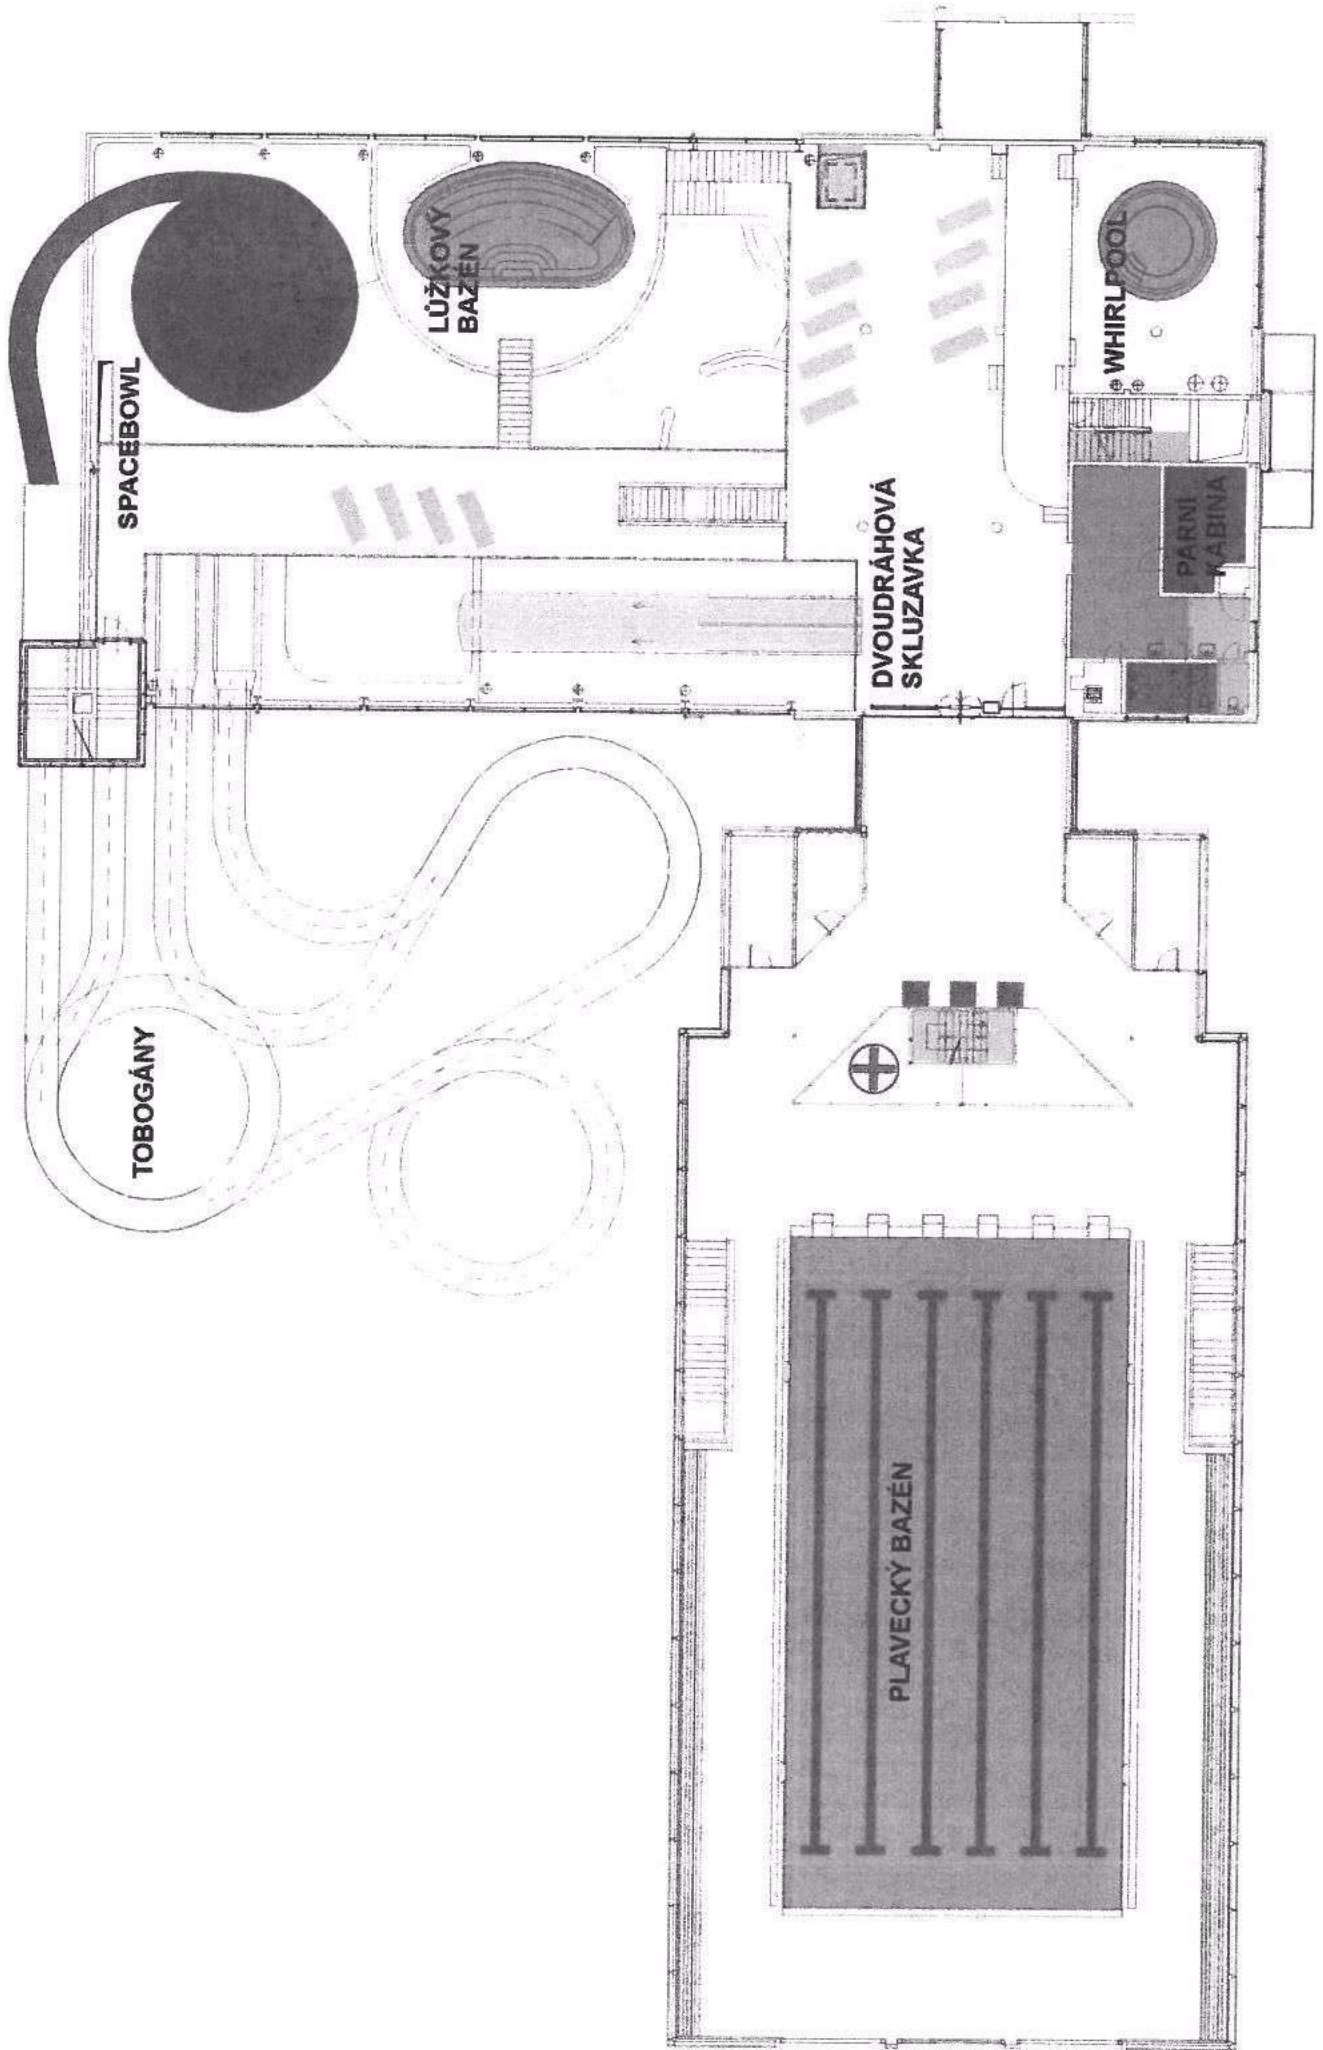 SPACEBOWL
LŮŽKOVÝ
BAZÉN
WHIRLPOOL
PARNÍ
KABINA
DVOUDRÁHOVÁ
SKLUZAVKA
TOBOGÁNY
PLAVECKÝ BAZÉN